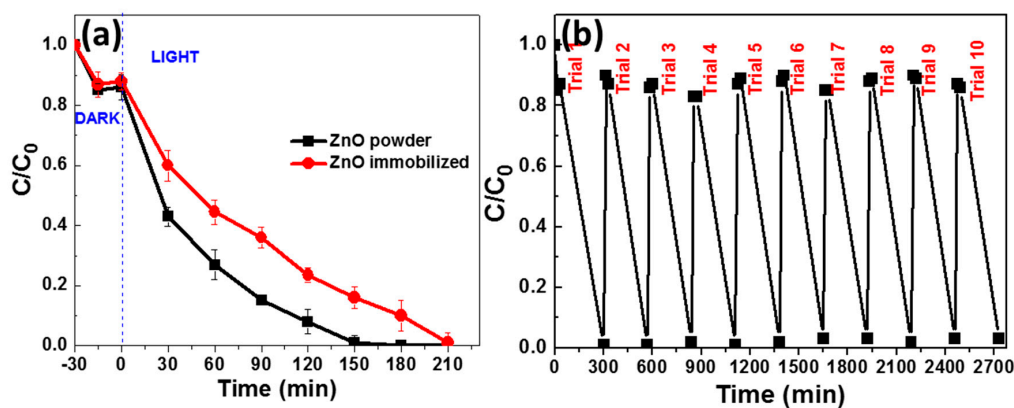 (a)
LIGHT
DARK
ZnO powder
ZnO immobilized
C/C0
1.0
0.8
0.6
0.4
0.2
0.0
-30 0 30 60 90 120 150 180 210
Time (min)
(b)
Trial 1
Trial 2
Trial 3
Trial 4
Trial 5
Trial 6
Trial 7
Trial 8
Trial 9
Trial 10
C/C0
1.0
0.8
0.6
0.4
0.2
0.0
0 300 600 900 1200 1500 1800 2100 2400 2700
Time (min)